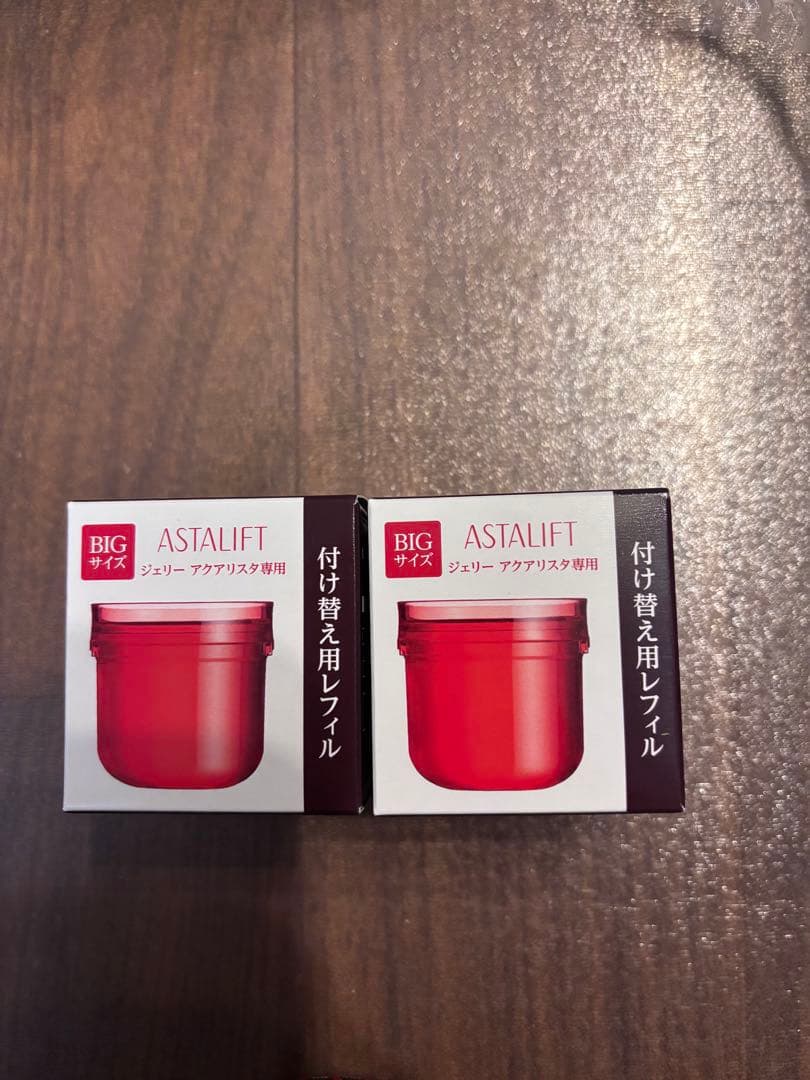 BIG
サイズ
ASTALIFT
ジェリー アクアリスタ専用
付け替え用レフィル
BIG
サイズ
ASTALIFT
ジェリー アクアリスタ専用
付け替え用レフィル